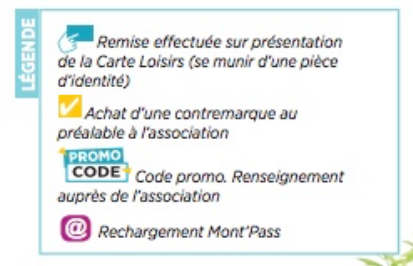 LÉGENDE
Remise effectuée sur présentation
de la Carte Loisirs (se munir d'une pièce
d'identité)
Achat d'une contremarque au
préalable à l'association
PROMO
CODE
Code promo. Renseignement
auprès de l'association
@ Rechargement Mont'Pass